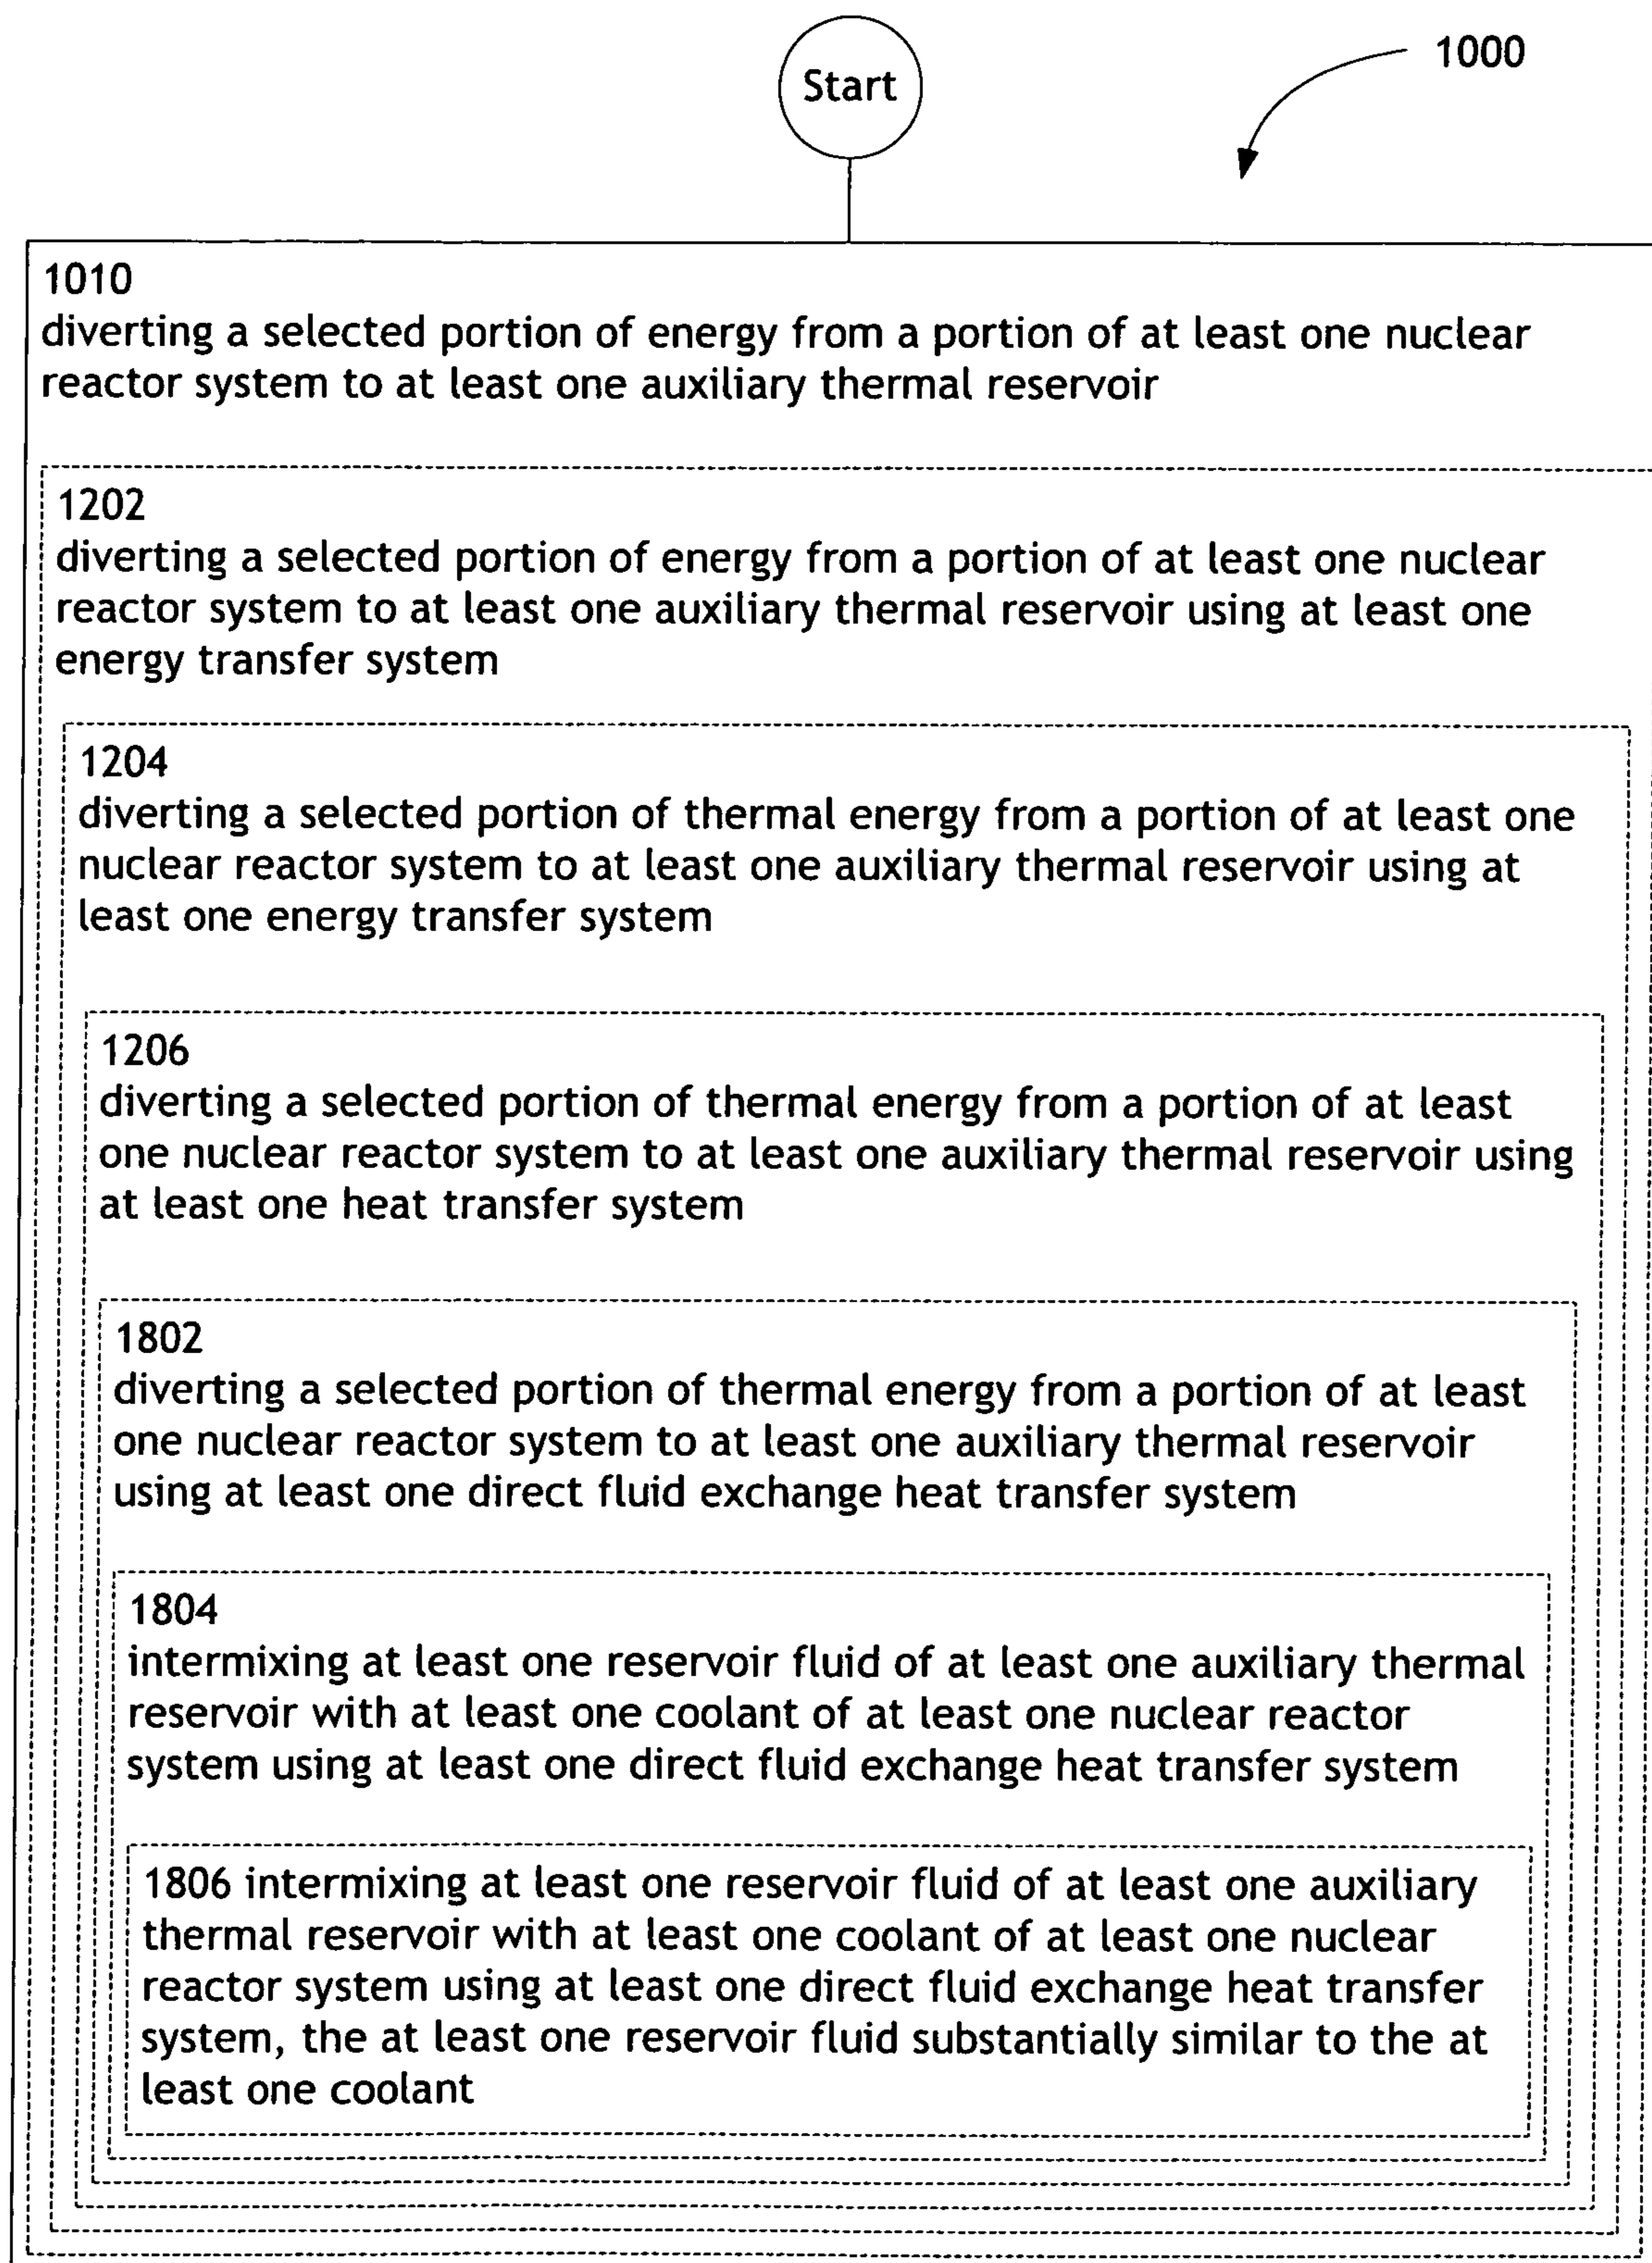 Start
1000
1010
diverting a selected portion of energy from a portion of at least one nuclear
reactor system to at least one auxiliary thermal reservoir
1202
diverting a selected portion of energy from a portion of at least one nuclear
reactor system to at least one auxiliary thermal reservoir using at least one
energy transfer system
1204
diverting a selected portion of thermal energy from a portion of at least one
nuclear reactor system to at least one auxiliary thermal reservoir using at
least one energy transfer system
1206
diverting a selected portion of thermal energy from a portion of at least
one nuclear reactor system to at least one auxiliary thermal reservoir using
at least one heat transfer system
1802
diverting a selected portion of thermal energy from a portion of at least
one nuclear reactor system to at least one auxiliary thermal reservoir
using at least one direct fluid exchange heat transfer system
1804
intermixing at least one reservoir fluid of at least one auxiliary thermal
reservoir with at least one coolant of at least one nuclear reactor
system using at least one direct fluid exchange heat transfer system
1806 intermixing at least one reservoir fluid of at least one auxiliary
thermal reservoir with at least one coolant of at least one nuclear
reactor system using at least one direct fluid exchange heat transfer
system, the at least one reservoir fluid substantially similar to the at
least one coolant